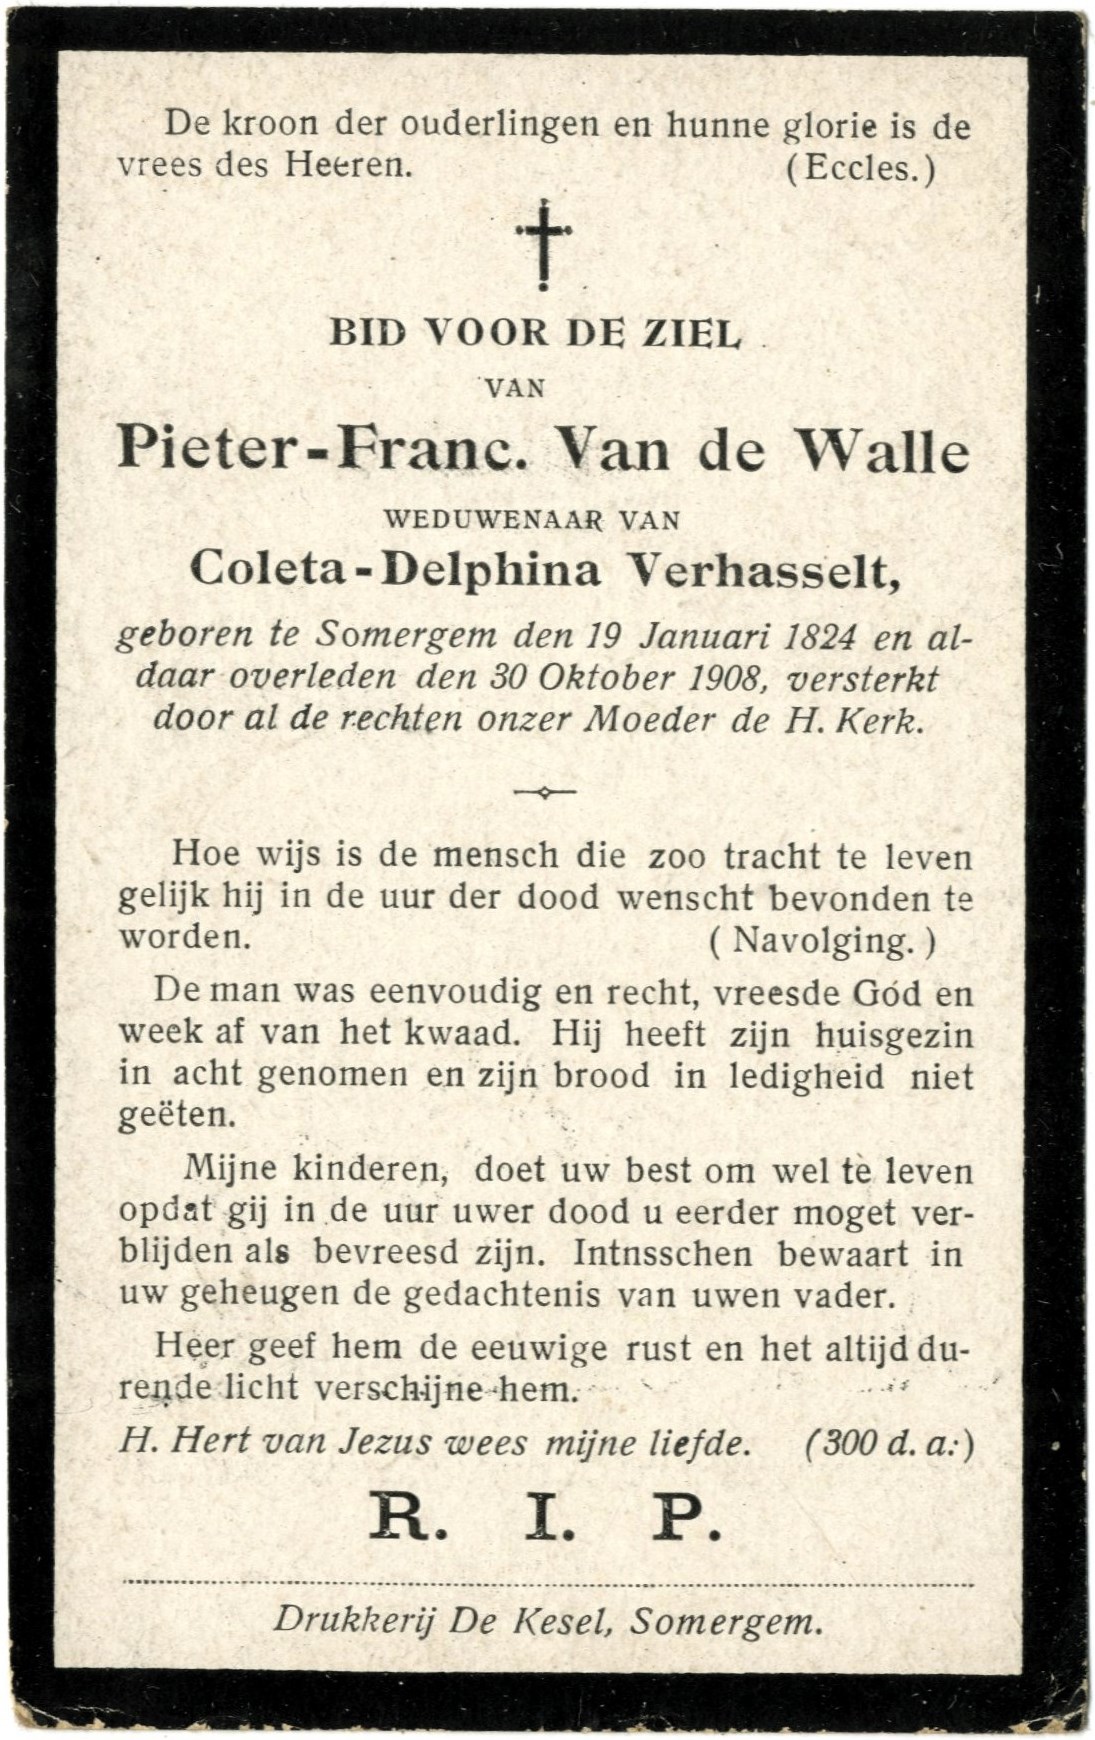 De kroon der ouderlingen en hunne glorie is de
vrees des Heeren. (Eccles.)
BID VOOR DE ZIEL
VAN
Pieter-Franc. Van de Walle
WEDUWENAAR VAN
Coleta-Delphina Verhasselt,
geboren te Somergem den 19 Januari 1824 en al-
daar overleden den 30 Oktober 1908, versterkt
door al de rechten onzer Moeder de H. Kerk.
Hoe wijs is de mensch die zoo tracht te leven
gelijk hij in de uur der dood wenscht bevonden te
worden. ( Navolging. )
De man was eenvoudig en recht, vreesde God en
week af van het kwaad. Hij heeft zijn huisgezin
in acht genomen en zijn brood in ledigheid niet
geëten.
Mijne kinderen, doet uw best om wel te leven
opdat gij in de uur uwer dood u eerder moget ver-
blijden als bevreesd zijn. Intnsschen bewaart in
uw geheugen de gedachtenis van uwen vader.
Heer geef hem de eeuwige rust en het altijd du-
rende licht verschijne hem.
H. Hert van Jezus wees mijne liefde. (300 d. a.)
R. I. P.
Drukkerij De Kesel, Somergem.